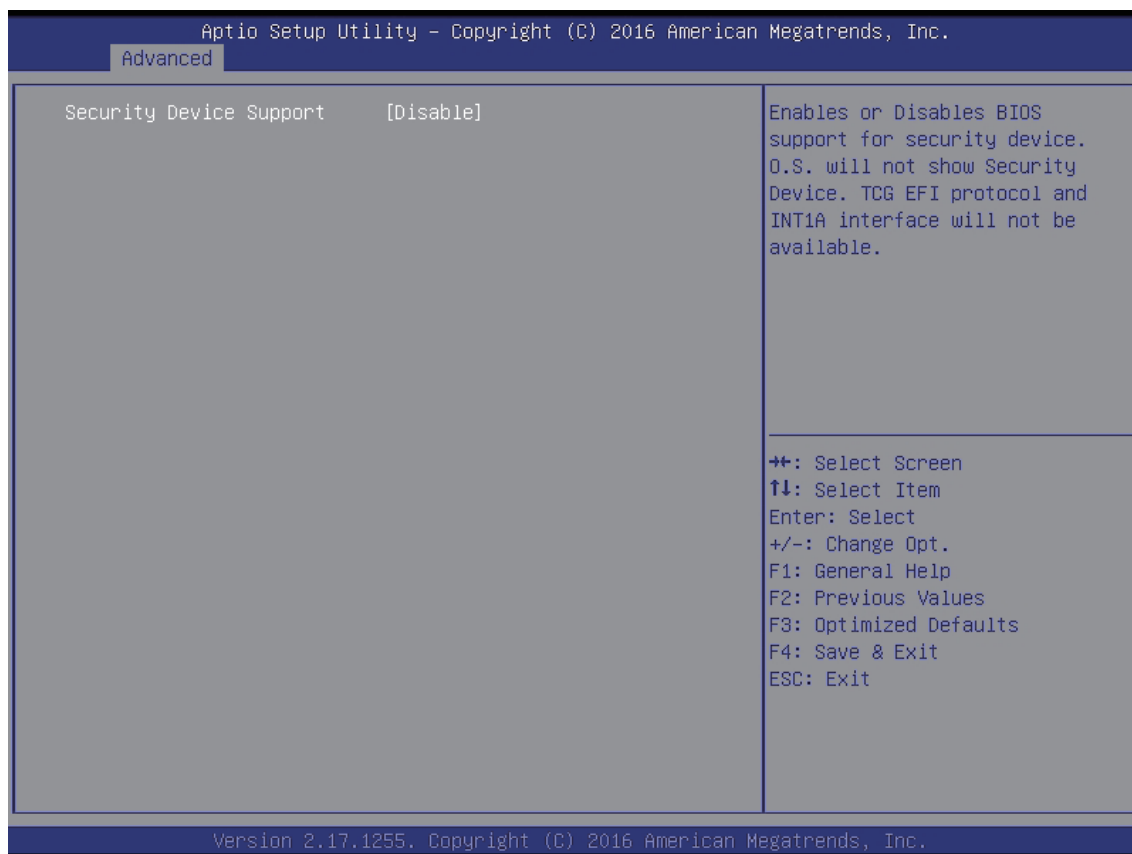 Aptio Setup Utility – Copyright (C) 2016 American Megatrends, Inc.
Advanced
Security Device Support [Disable]
Enables or Disables BIOS
support for security device.
O.S. will not show Security
Device. TCG EFI protocol and
INT1A interface will not be
available.
→←: Select Screen
↑↓: Select Item
Enter: Select
+/-: Change Opt.
F1: General Help
F2: Previous Values
F3: Optimized Defaults
F4: Save & Exit
ESC: Exit
Version 2.17.1255. Copyright (C) 2016 American Megatrends, Inc.